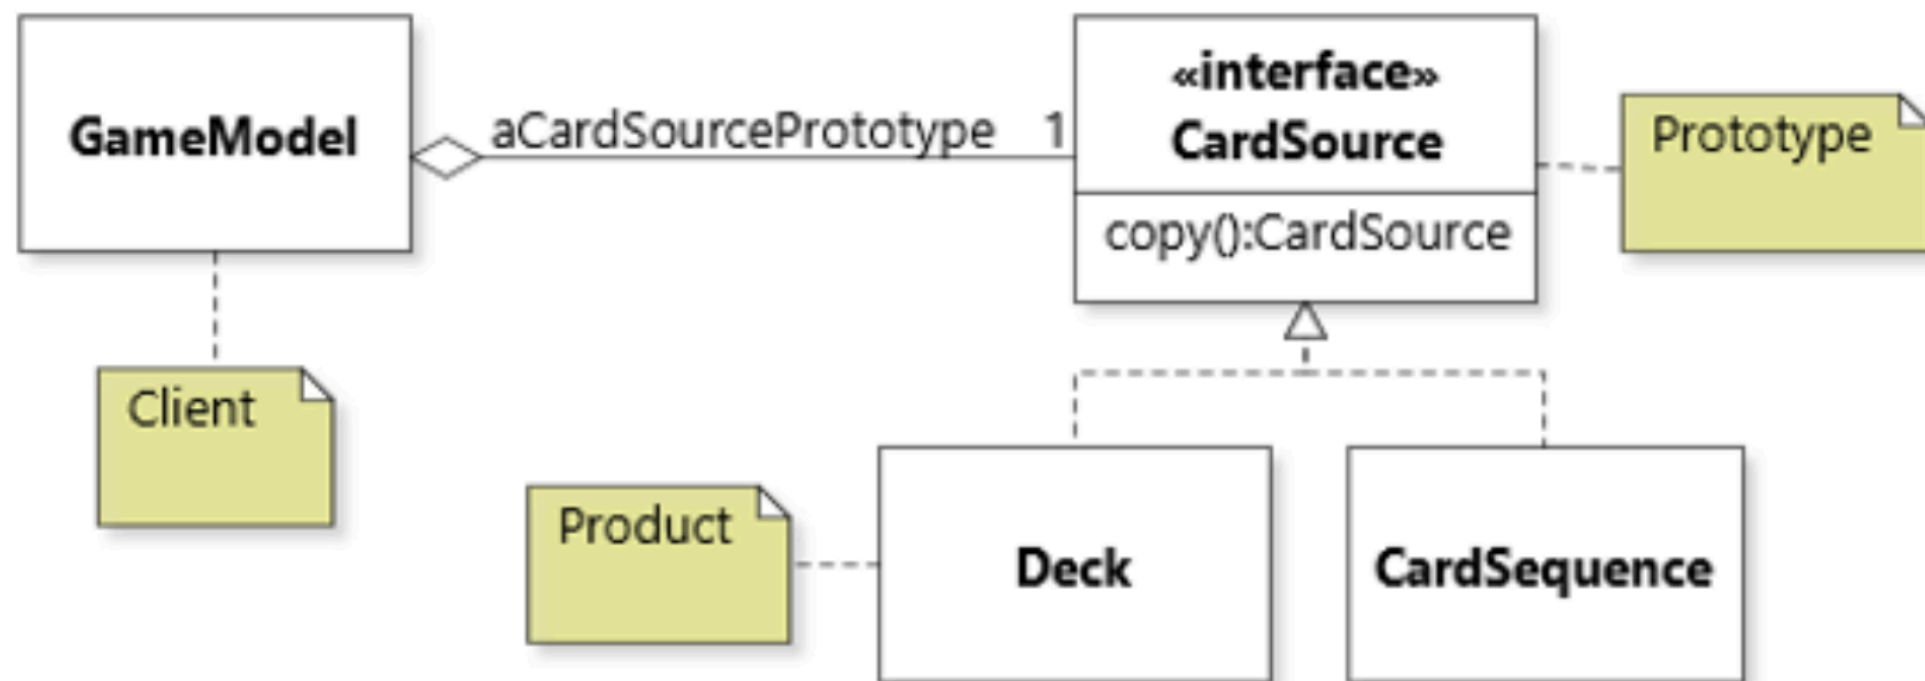 GameModel
aCardSourcePrototype 1
«interface»
CardSource
copy():CardSource
Prototype
Client
Product
Deck
CardSequence